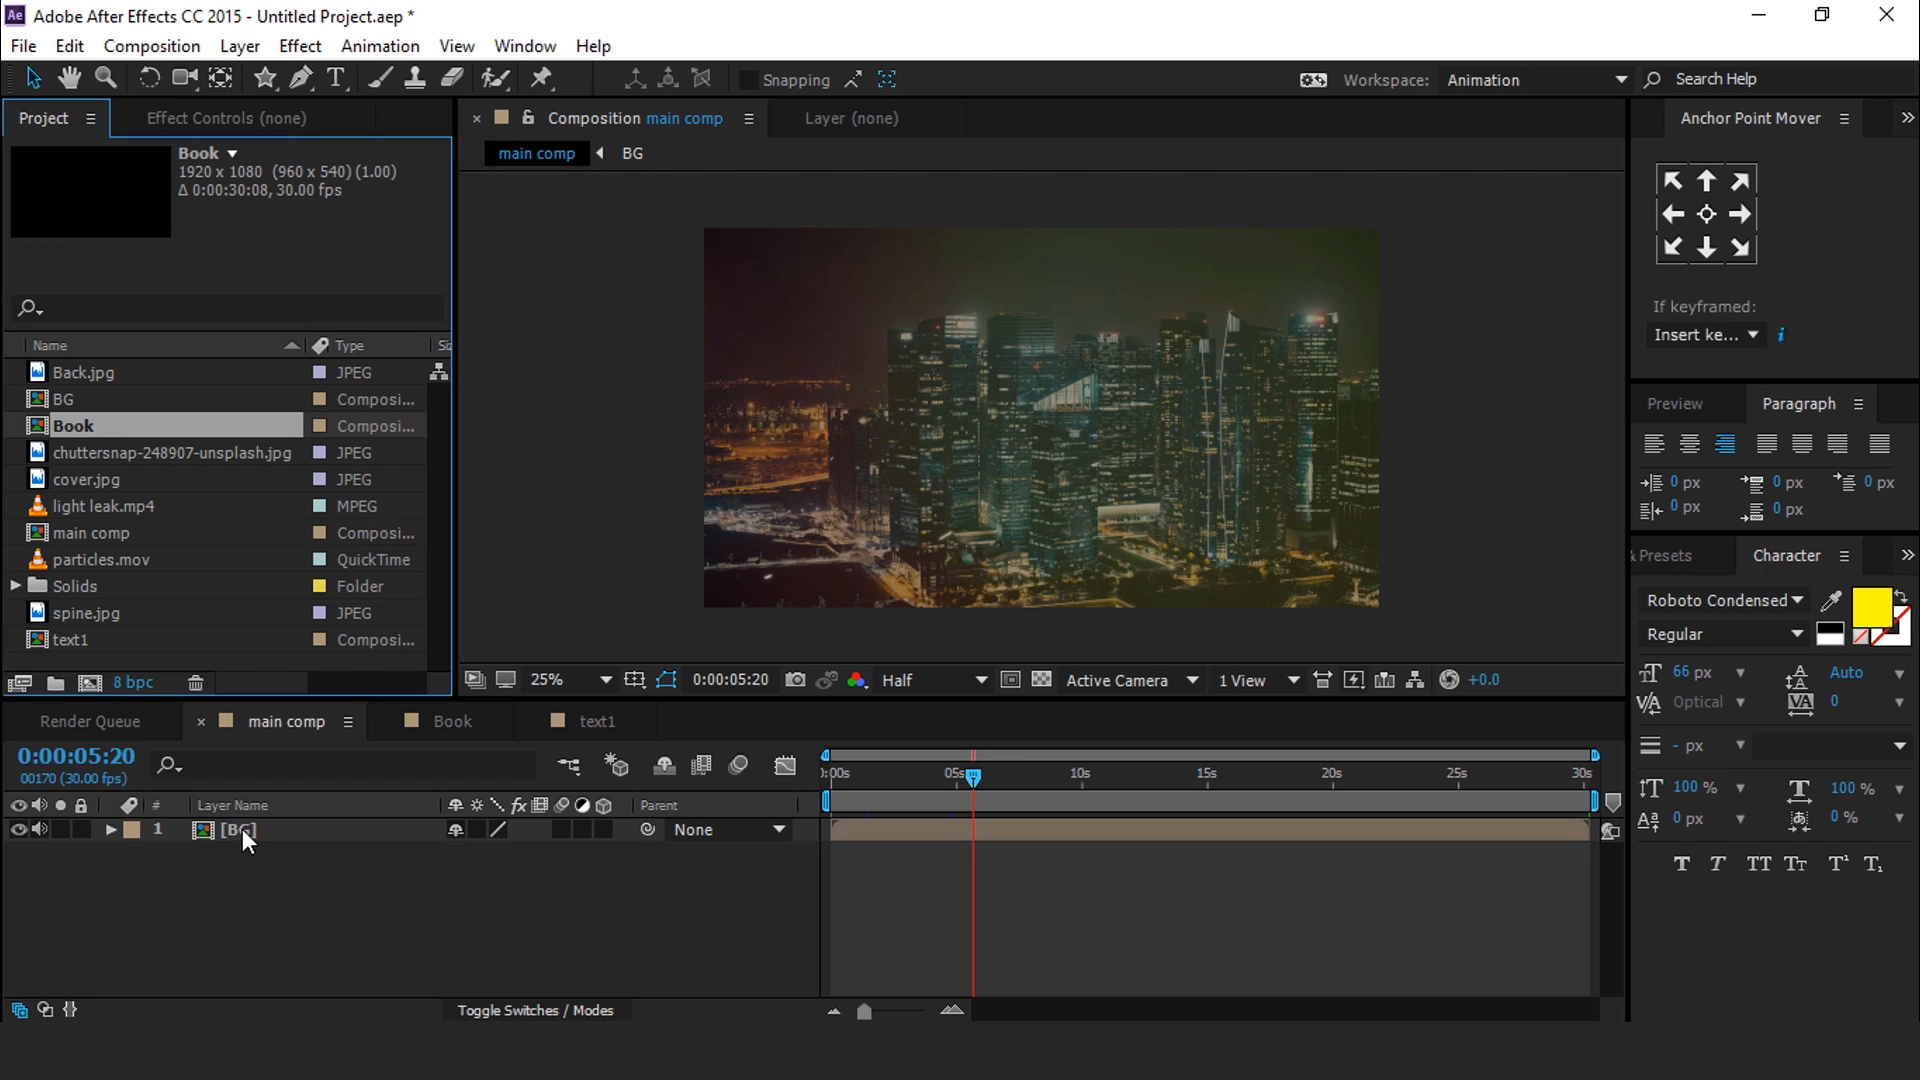 Ae Adobe After Effects CC 2015 - Untitled Project.aep *
File Edit Composition Layer Effect Animation View Window Help
T Snapping Workspace: Animation Search Help
Project Effect Controls (none) Composition main comp Layer (none) Anchor Point Mover
main comp BG
Book
1920 x 1080 (960 x 540) (1.00)
Δ 0:00:30:08, 30.00 fps
If keyframed:
Insert ke...
Name Type
Back.jpg JPEG
BG Composi...
Book Composi...
chuttersnap-248907-unsplash.jpg JPEG
cover.jpg JPEG
light leak.mp4 MPEG
main comp Composi...
particles.mov QuickTime
Solids Folder
spine.jpg JPEG
text1 Composi...
8 bpc
25% 0:00:05:20 Half Active Camera 1 View +0.0
Preview Paragraph
0 px 0 px 0 px
0 px 0 px
& Presets Character
Roboto Condensed
Regular
66 px Auto
Optical 0
- px
100 % 100 %
0 px 0 %
T T TT Tt T¹ T₁
Render Queue main comp Book text1
0:00:05:20
00170 (30.00 fps)
0:00s 05s 10s 15s 20s 25s 30s
# Layer Name fx Parent
1 [BG] None
Toggle Switches / Modes